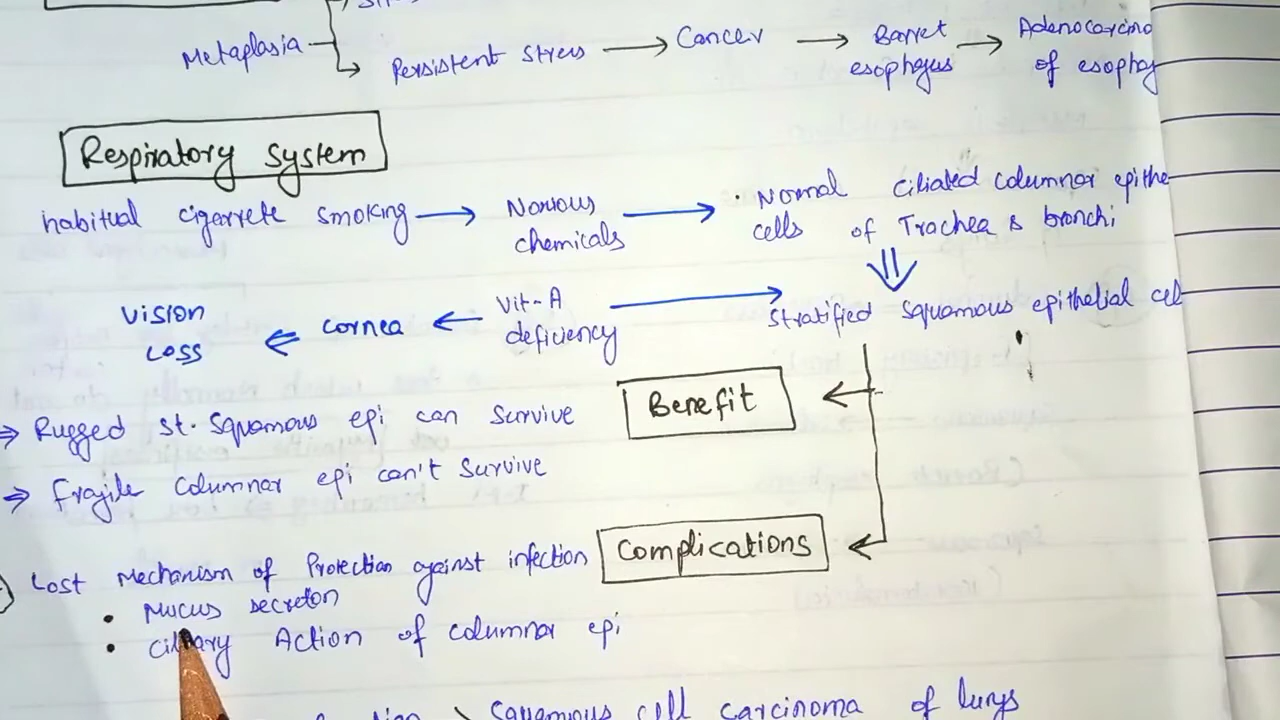 Metaplasia → Persistent stress → Cancer → Barret esophagus → Adenocarcino of esophag
Respiratory System
habitual cigarrete smoking → Noxious chemicals → Normal ciliated columnar epithe
cells of Trachea & bronchi
⇓
Vision Loss ⇐ cornea ← Vit-A deficiency → stratified squamous epithelial cel
Benefit
⇒ Rugged st. squamous epi can survive
⇒ Fragile columnar epi can't survive
Complications
Lost Mechanism of Protection against infection
• Mucus secreton
• ciliary Action of columnar epi
squamous cell carcinoma of lungs